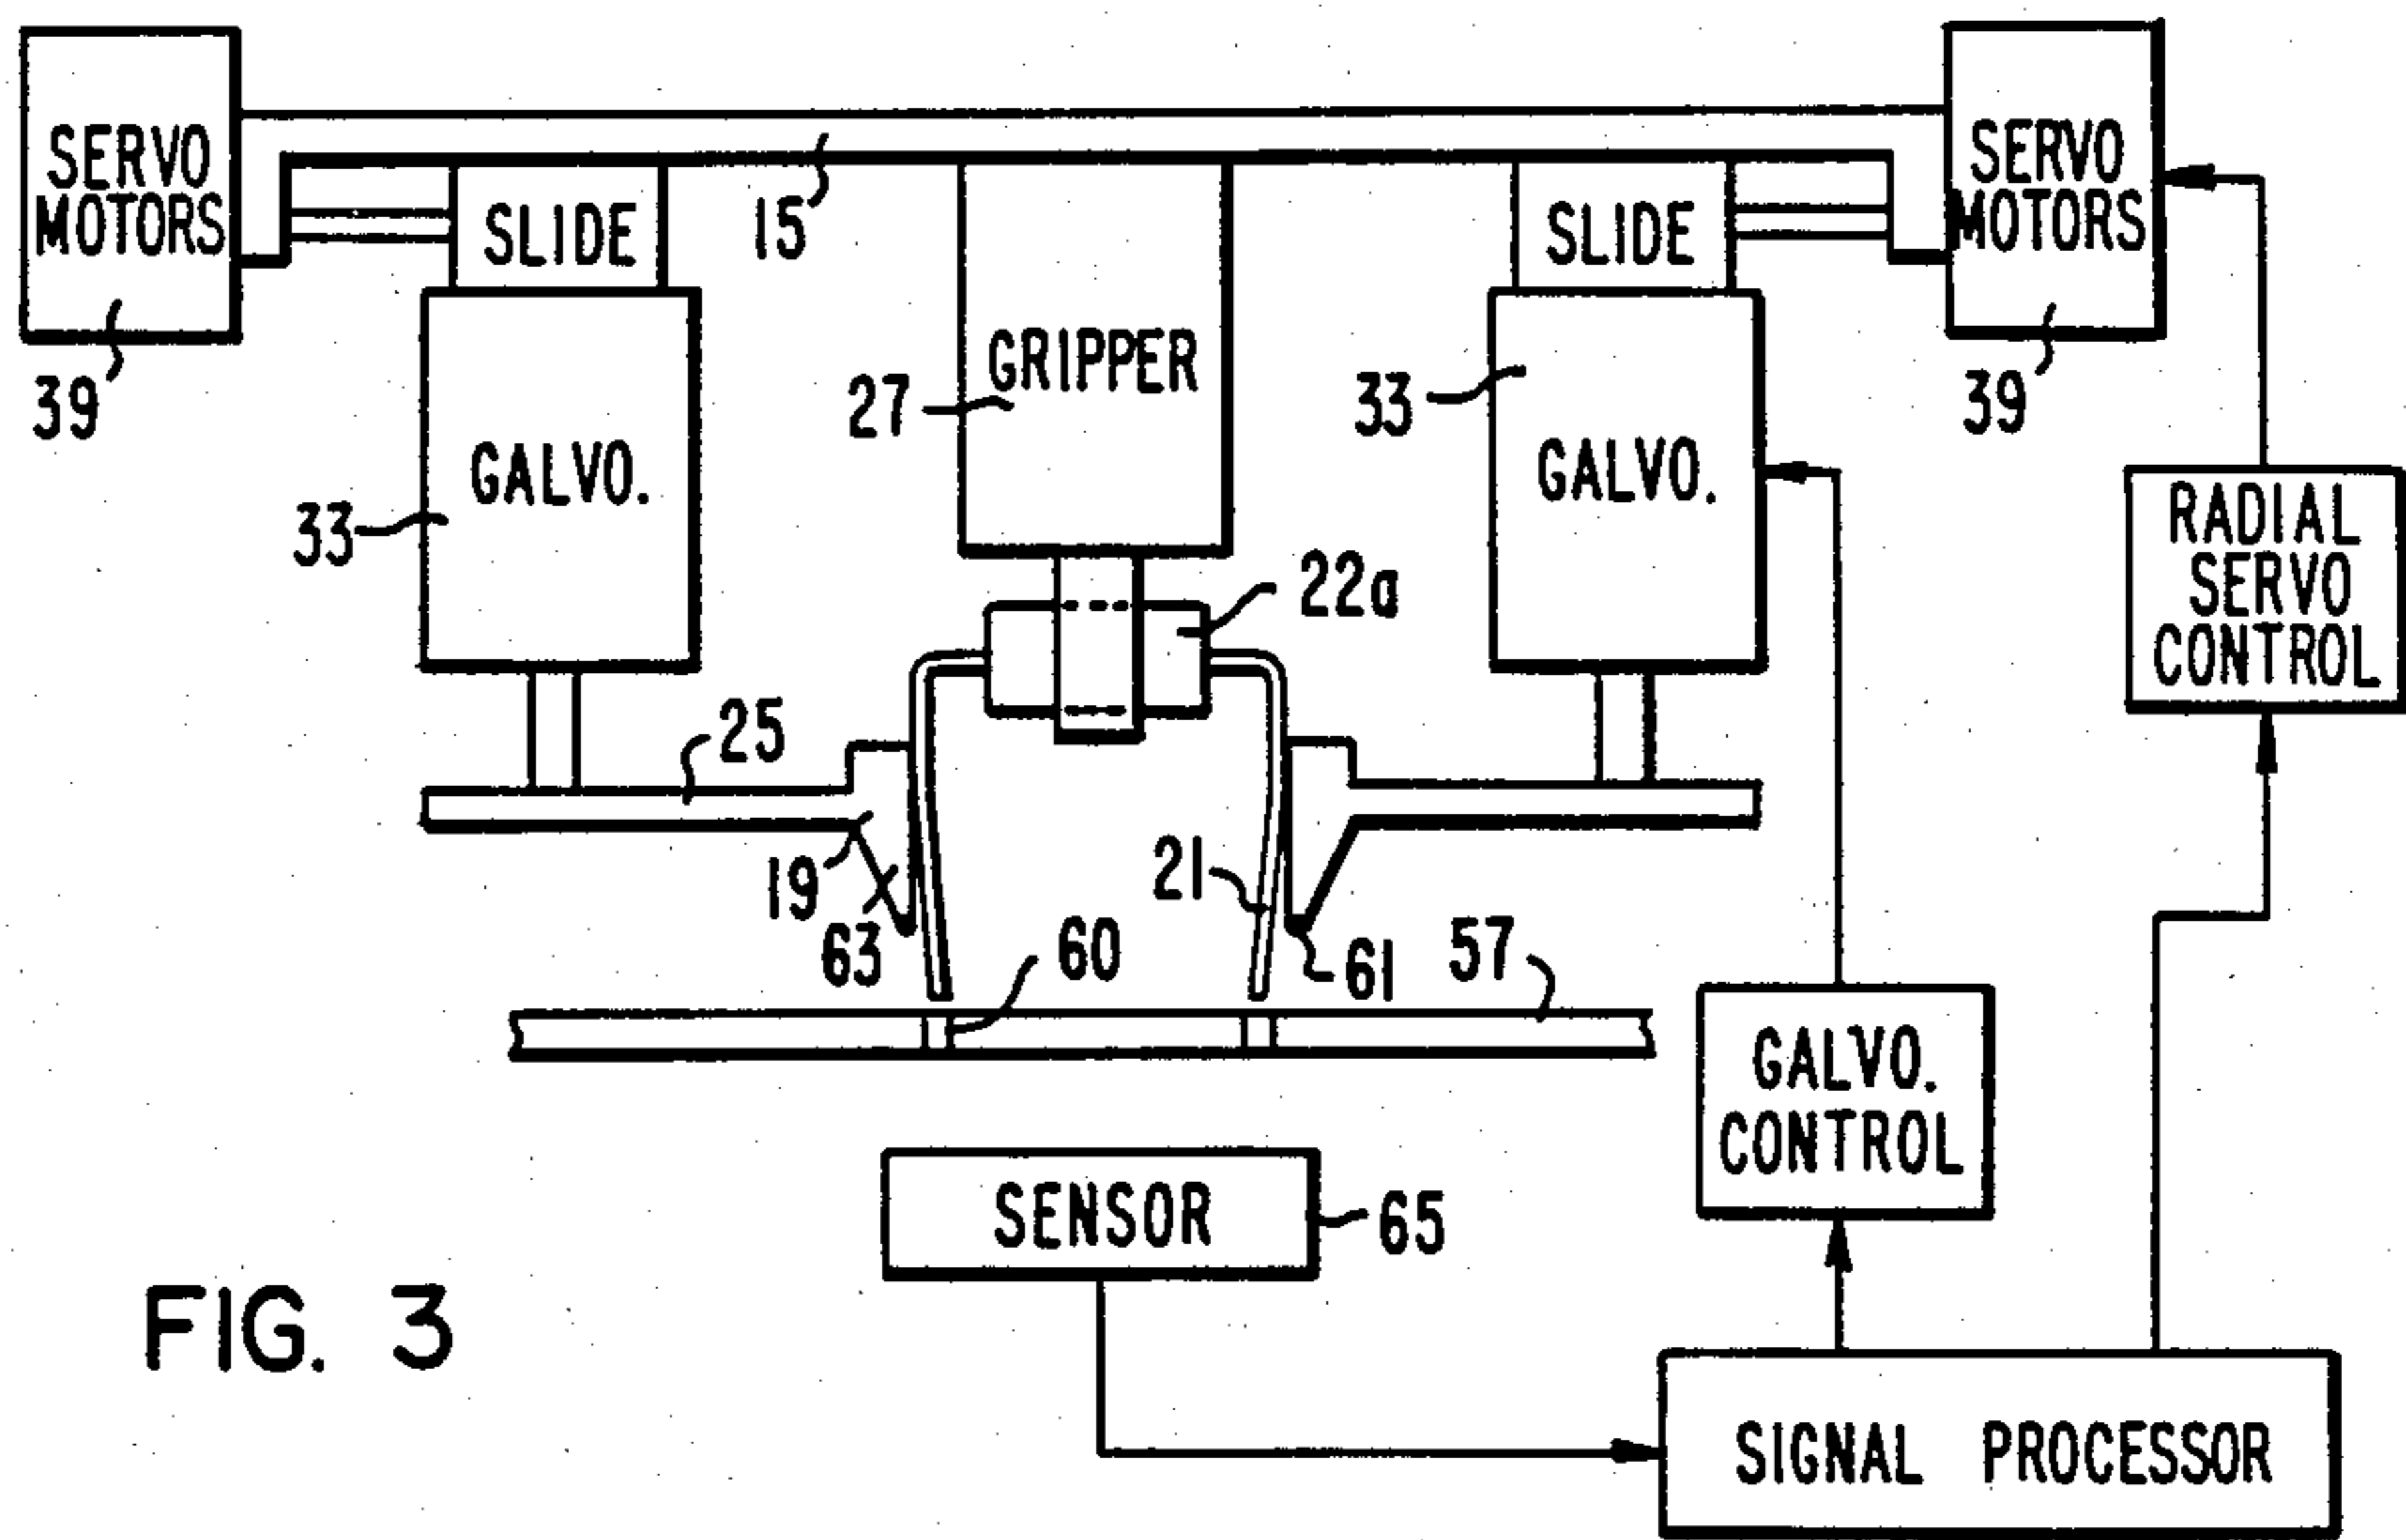 SERVO
MOTORS
SERVO
MOTORS
15
SLIDE
SLIDE
39
39
GRIPPER
27
33
GALVO.
GALVO.
33
RADIAL
SERVO
CONTROL
22a
25
19
21
63
60
61
57
GALVO.
CONTROL
SENSOR
65
FIG. 3
SIGNAL PROCESSOR